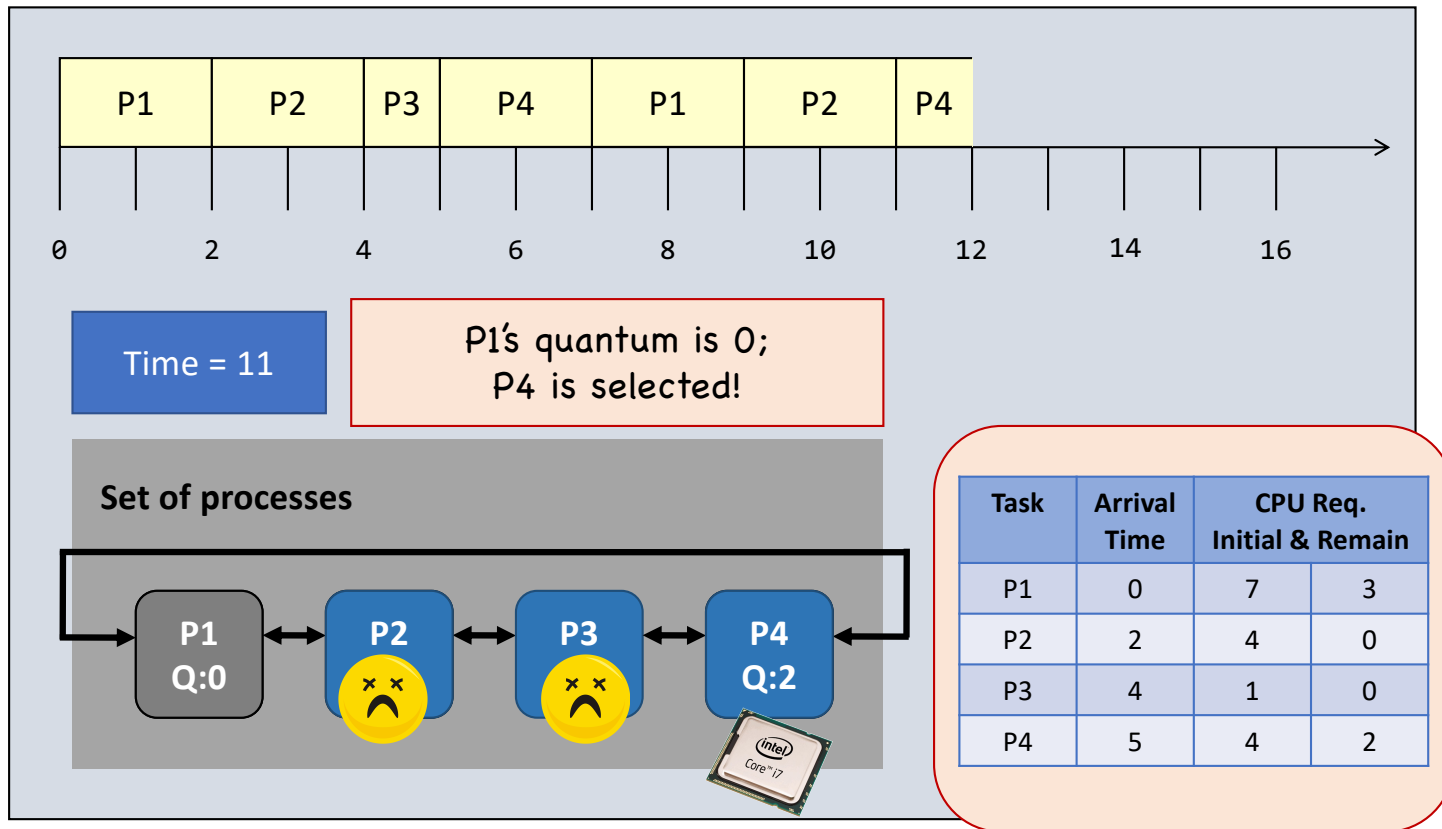 P1 P2 P3 P4 P1 P2 P4
0 2 4 6 8 10 12 14 16
Time = 11
P1's quantum is 0;
P4 is selected!
Set of processes
P1 P2 P3 P4
Q:0 Q:2
intel
Core™ i7
Task Arrival CPU Req.
Time Initial & Remain
P1 0 7 3
P2 2 4 0
P3 4 1 0
P4 5 4 2